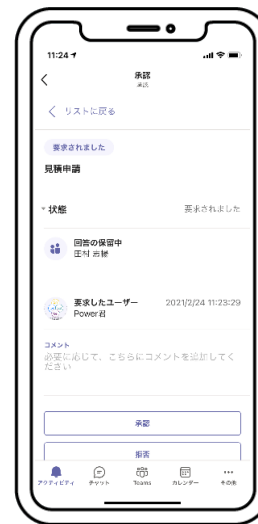 11:24
承認
承認
リストに戻る
要求されました
見積申請
状態 要求されました
回答の保留中
要求したユーザー 2021/2/24 11:23:29
Power君
コメント
必要に応じて、こちらにコメントを追加してく
ださい
承認
拒否
アクティビティ チャット Teams カレンダー その他